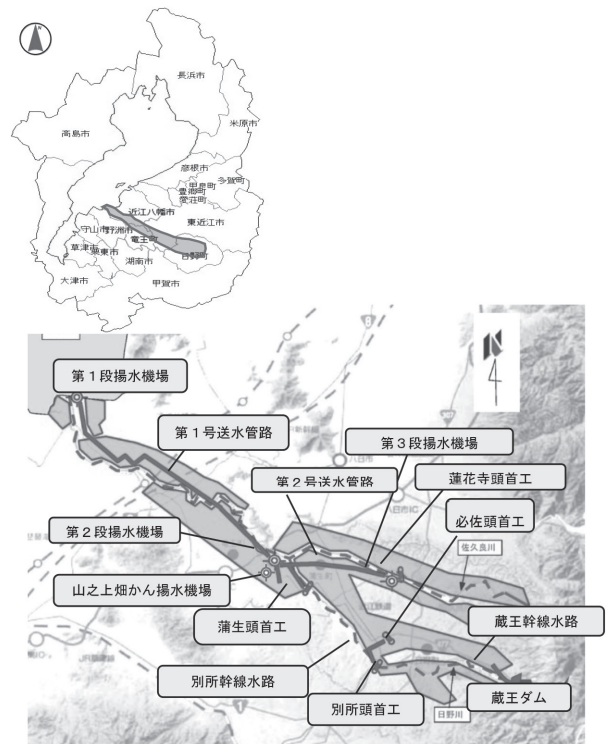 長浜市
高島市
米原市
彦根市
多賀町
甲良町
豊郷町
愛荘町
近江八幡市
東近江市
守山市
野洲市
竜王町
草津市
栗東市
日野町
湖南市
大津市
甲賀市
8
第1段揚水機場
第1号送水管路
第3段揚水機場
第2号送水管路
蓮花寺頭首工
第2段揚水機場
必佐頭首工
佐久良川
山之上畑かん揚水機場
蒲生頭首工
蔵王幹線水路
別所幹線水路
別所頭首工
蔵王ダム
日野川
1